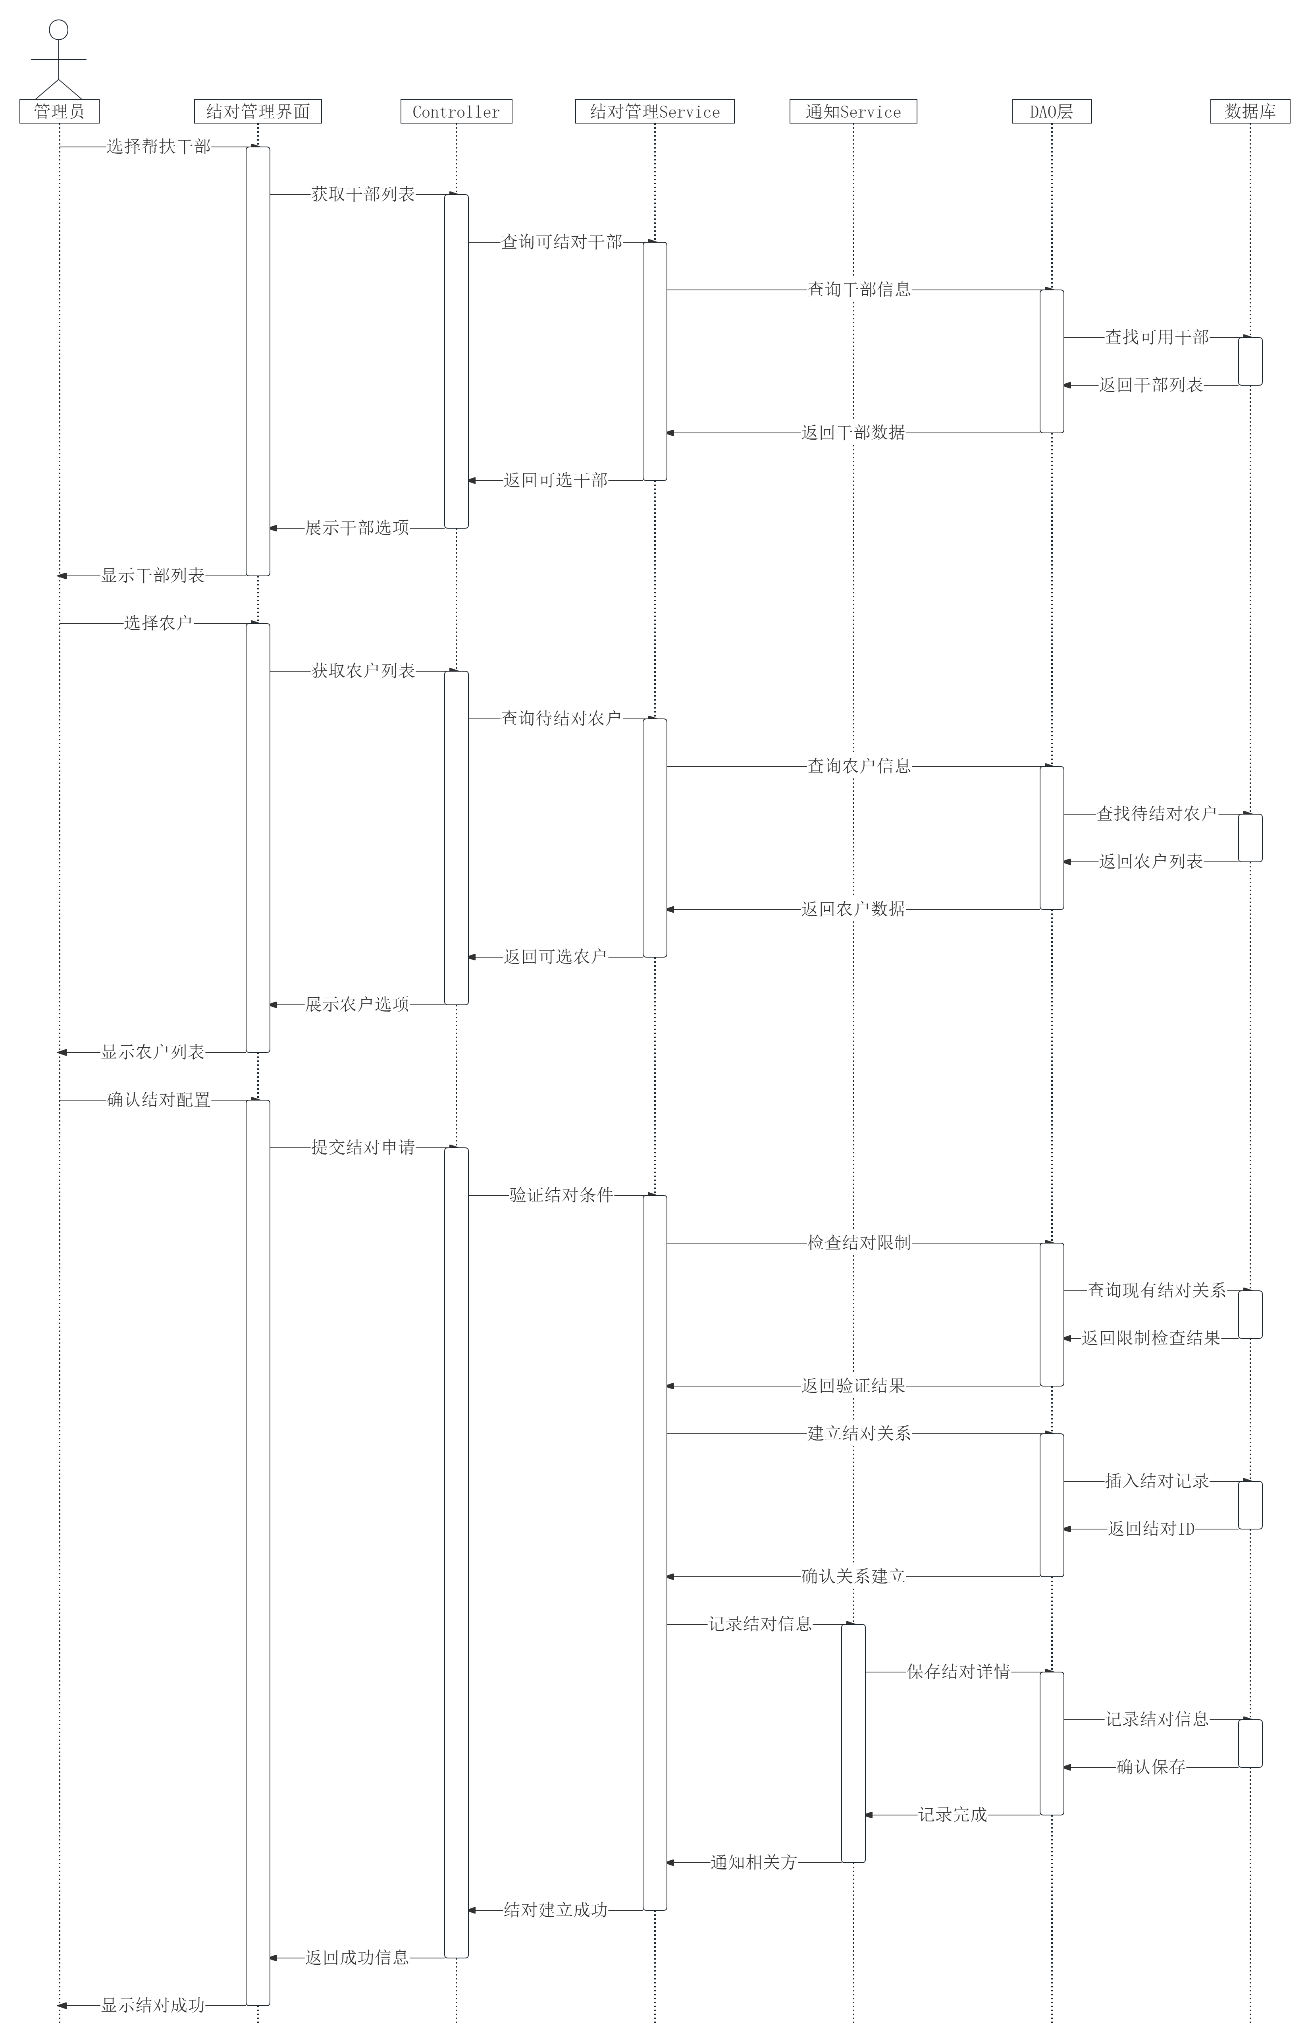 管理员
结对管理界面
Controller
结对管理Service
通知Service
DAO层
数据库
选择帮扶干部
获取干部列表
查询可结对干部
查询干部信息
查找可用干部
返回干部列表
返回干部数据
返回可选干部
展示干部选项
显示干部列表
选择农户
获取农户列表
查询待结对农户
查询农户信息
查找待结对农户
返回农户列表
返回农户数据
返回可选农户
展示农户选项
显示农户列表
确认结对配置
提交结对申请
验证结对条件
检查结对限制
查询现有结对关系
返回限制检查结果
返回验证结果
建立结对关系
插入结对记录
返回结对ID
确认关系建立
记录结对信息
保存结对详情
记录结对信息
确认保存
记录完成
通知相关方
结对建立成功
返回成功信息
显示结对成功